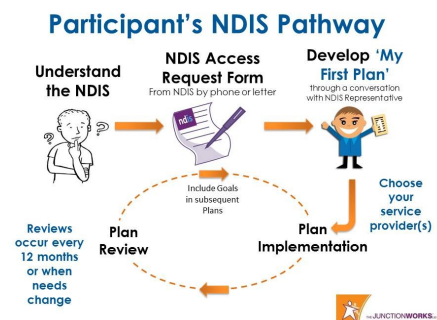 Participant's NDIS Pathway
Understand
the NDIS
NDIS Access
Request Form
From NDIS by phone or letter
Develop 'My
First Plan'
through a conversation
with NDIS Representative
?
?
ndis
Include Goals
in subsequent
Plans
Choose
your
service
provider(s)
Plan
Implementation
Plan
Review
Reviews
occur every
12 months
or when
needs
change
THE JUNCTIONWORKS